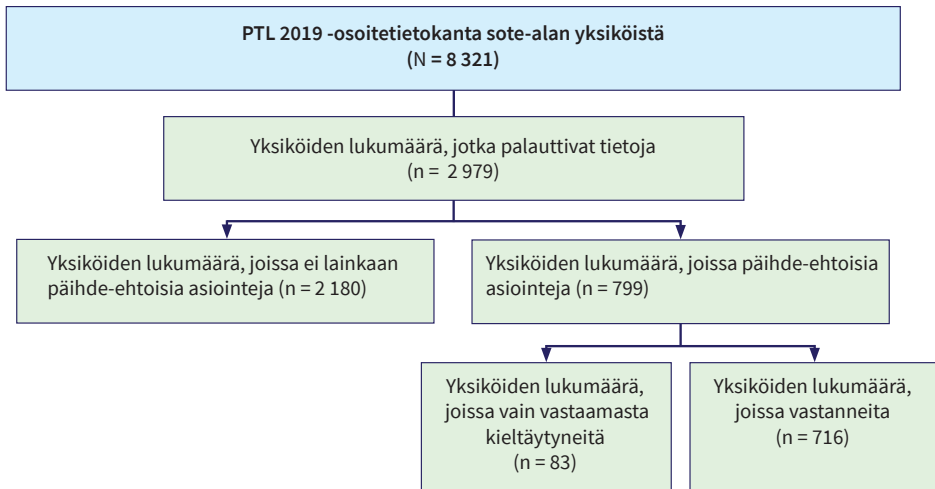 PTL 2019 -osoitetietokanta sote-alan yksiköistä
(N = 8 321)
Yksiköiden lukumäärä, jotka palauttivat tietoja
(n =  2 979)
Yksiköiden lukumäärä, joissa ei lainkaan
päihde-ehtoisia asiointeja (n = 2 180)
Yksiköiden lukumäärä, joissa päihde-ehtoisia
asiointeja (n = 799)
Yksiköiden lukumäärä,
joissa vain vastaamasta
kieltäytyneitä
(n = 83)
Yksiköiden lukumäärä,
joissa vastanneita
(n = 716)